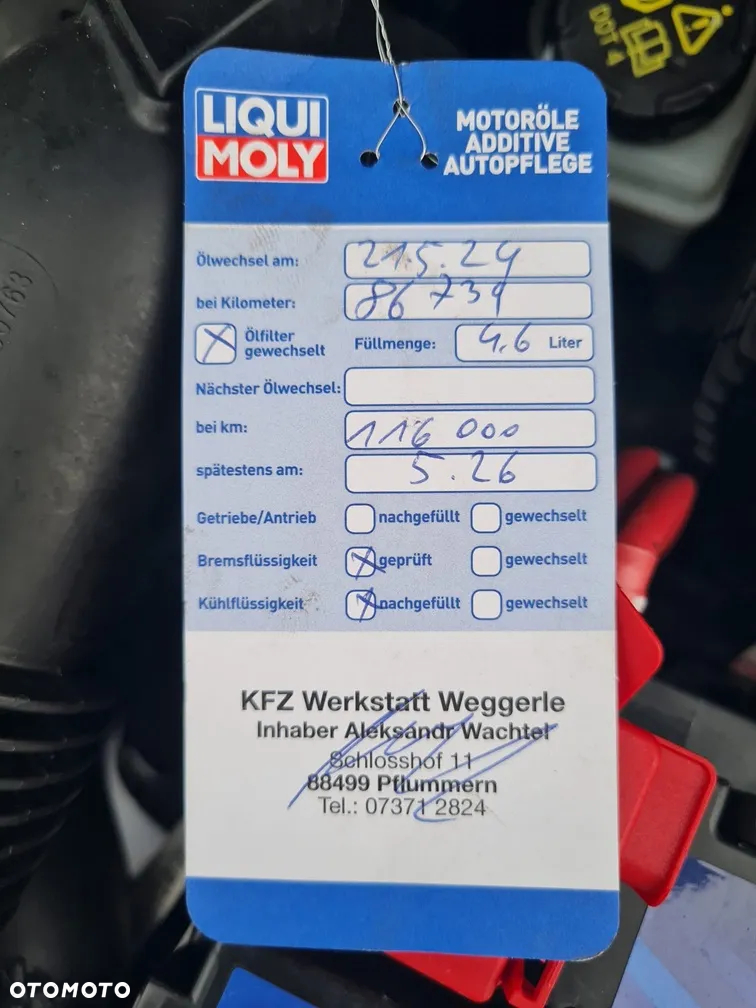 DOT 4
LIQUI
MOLY
MOTORÖLE
ADDITIVE
AUTOPFLEGE
Ölwechsel am: 21.5.24
bei Kilometer: 86 739
Ölfilter
gewechselt
Füllmenge: 4,6 Liter
Nächster Ölwechsel:
bei km: 116 000
spätestens am: 5.26
Getriebe/Antrieb nachgefüllt gewechselt
Bremsflüssigkeit geprüft gewechselt
Kühlflüssigkeit nachgefüllt gewechselt
KFZ Werkstatt Weggerle
Inhaber Aleksandr Wachtel
Schlosshof 11
88499 Pflummern
Tel.: 07371 2824
OTOMOTO